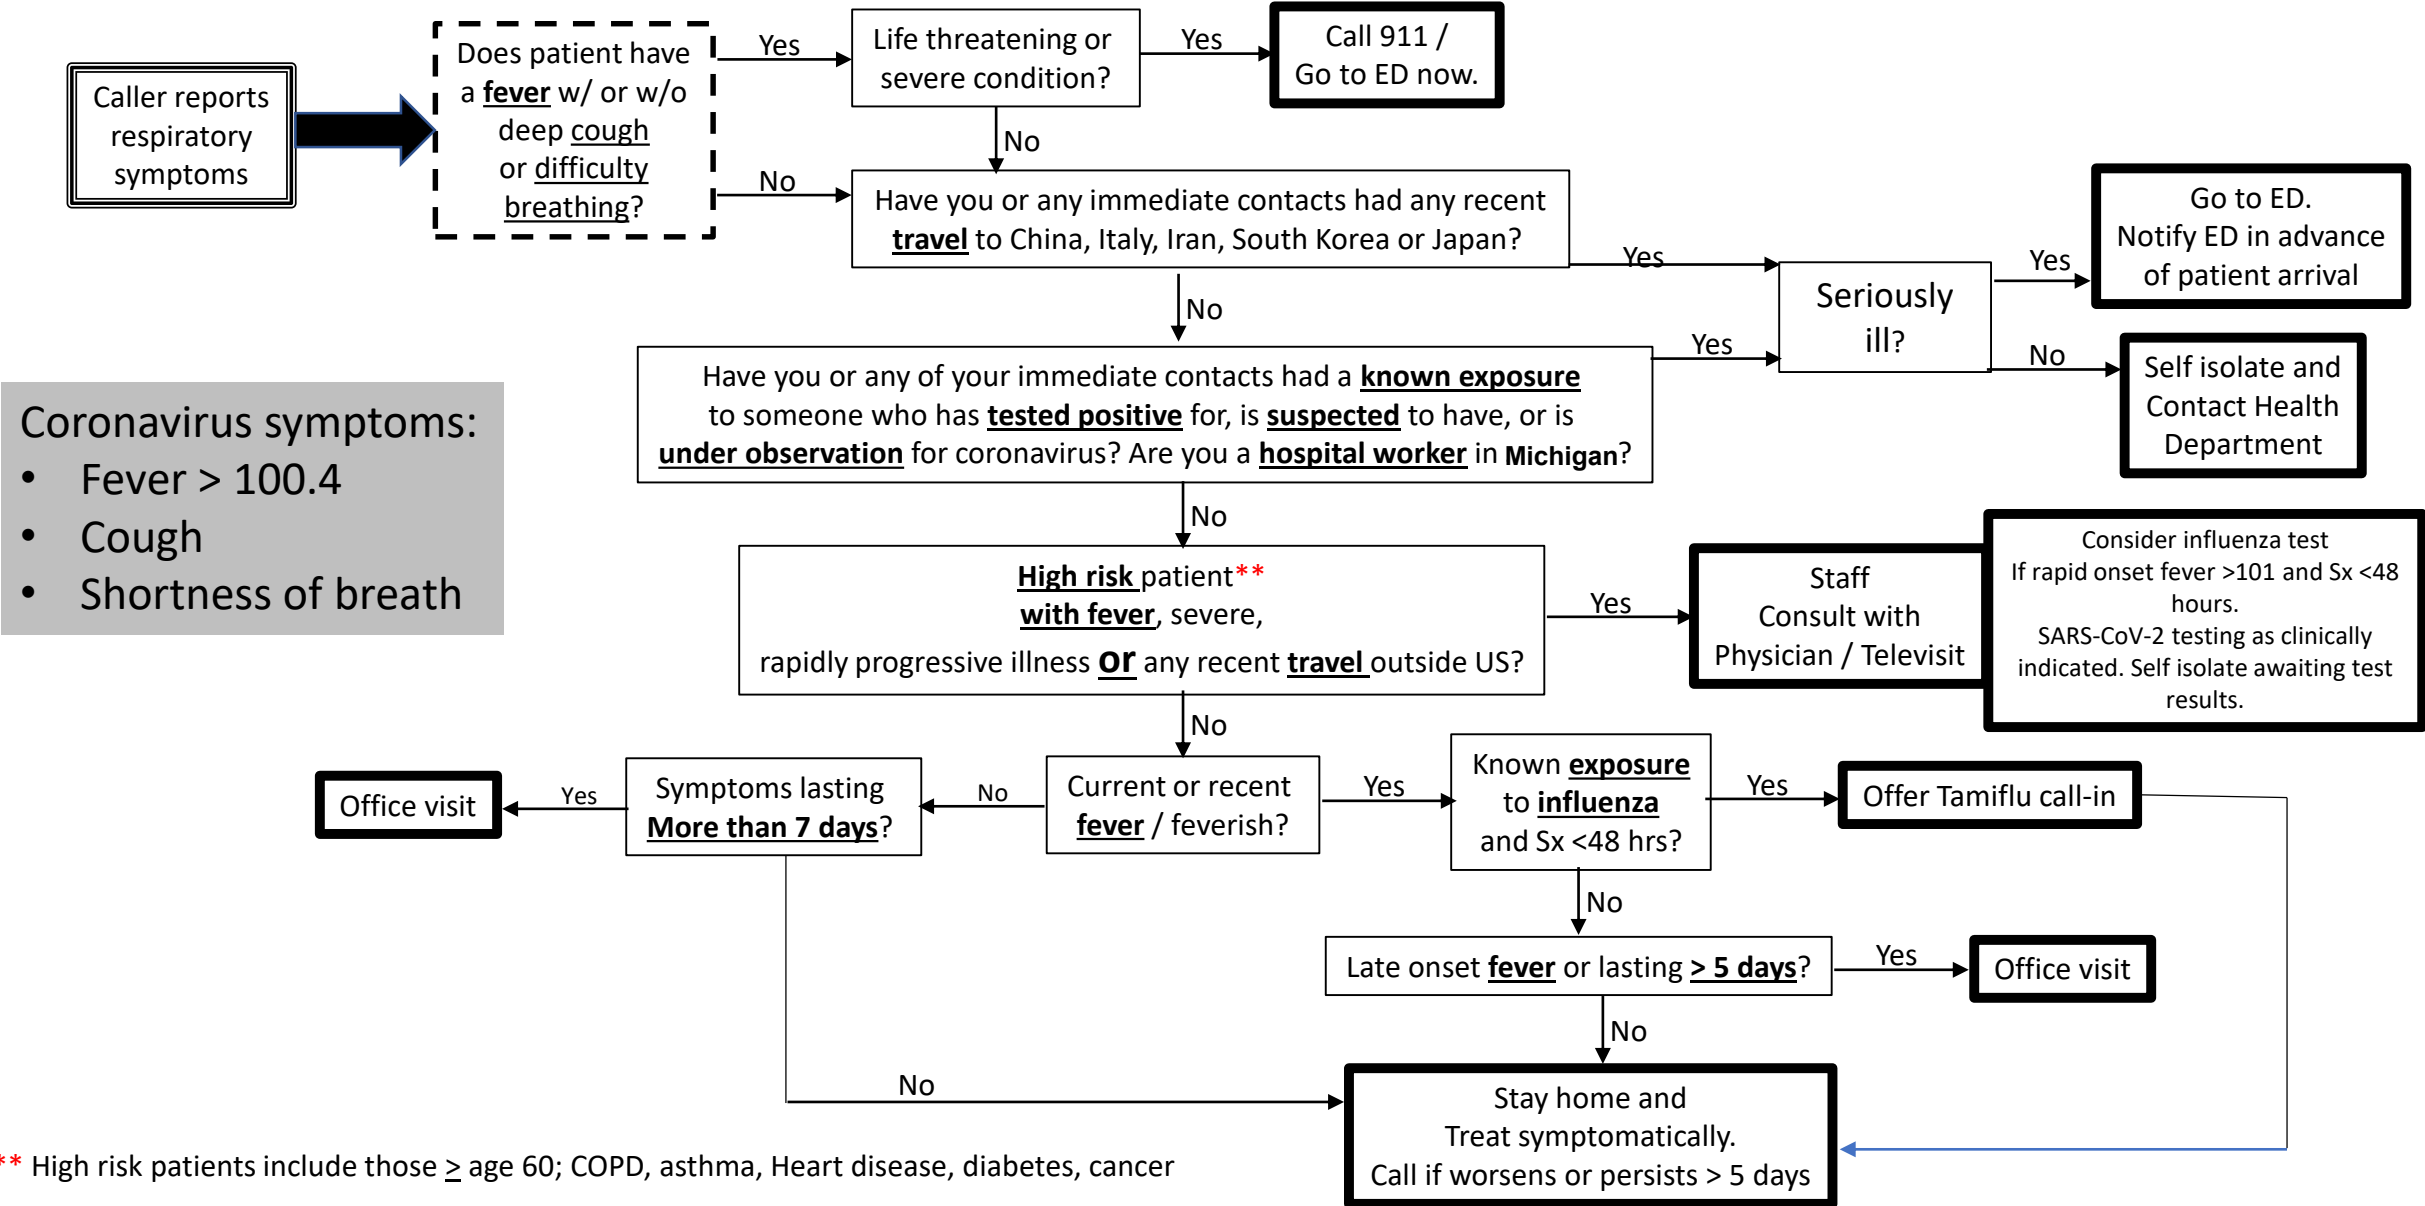 Caller reports
respiratory
symptoms
Does patient have
a fever w/ or w/o
deep cough
or difficulty
breathing?
Yes
No
Life threatening or
severe condition?
Yes
No
Call 911 /
Go to ED now.
Have you or any immediate contacts had any recent
travel to China, Italy, Iran, South Korea or Japan?
Yes
No
Seriously
ill?
Yes
No
Go to ED.
Notify ED in advance
of patient arrival
Self isolate and
Contact Health
Department
Have you or any of your immediate contacts had a known exposure
to someone who has tested positive for, is suspected to have, or is
under observation for coronavirus? Are you a hospital worker in Michigan?
Yes
No
Coronavirus symptoms:
• Fever > 100.4
• Cough
• Shortness of breath
High risk patient**
with fever, severe,
rapidly progressive illness or any recent travel outside US?
Yes
No
Staff
Consult with
Physician / Televisit
Consider influenza test
If rapid onset fever >101 and Sx <48
hours.
SARS-CoV-2 testing as clinically
indicated. Self isolate awaiting test
results.
Current or recent
fever / feverish?
No
Yes
Symptoms lasting
More than 7 days?
Yes
No
Office visit
Known exposure
to influenza
and Sx <48 hrs?
Yes
No
Offer Tamiflu call-in
Late onset fever or lasting > 5 days?
Yes
No
Office visit
Stay home and
Treat symptomatically.
Call if worsens or persists > 5 days
** High risk patients include those ≥ age 60; COPD, asthma, Heart disease, diabetes, cancer